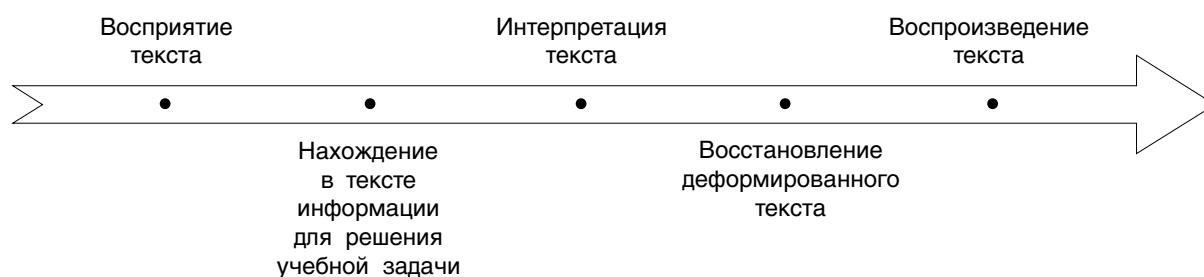 Восприятие
текста
Интерпретация
текста
Воспроизведение
текста
Нахождение
в тексте
информации
для решения
учебной задачи
Восстановление
деформированного
текста